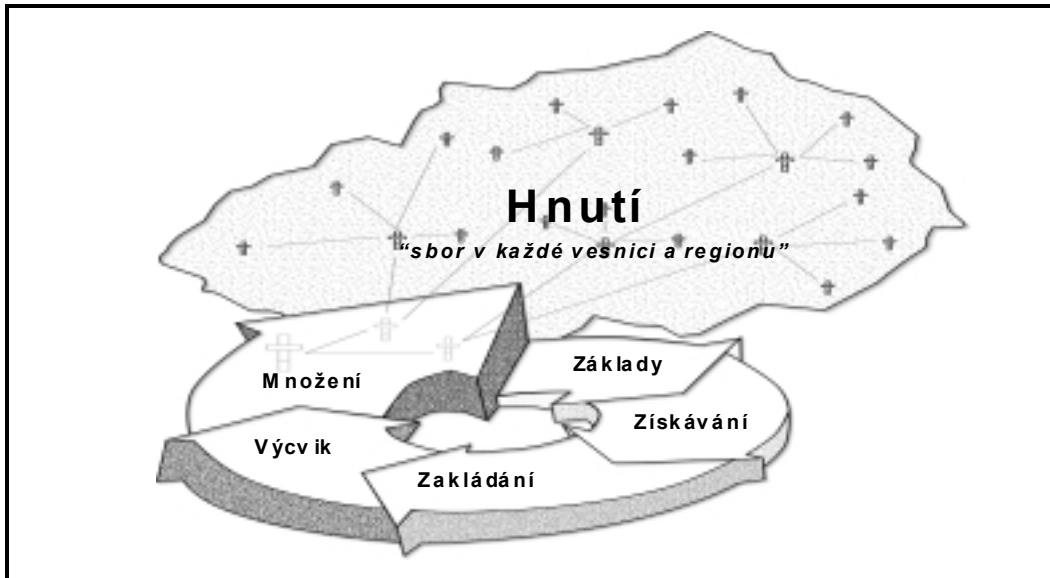 Hnutí
“sbor v každé vesnici a regionu”
Základy
Množení
Získávání
Výcvik
Zakládání